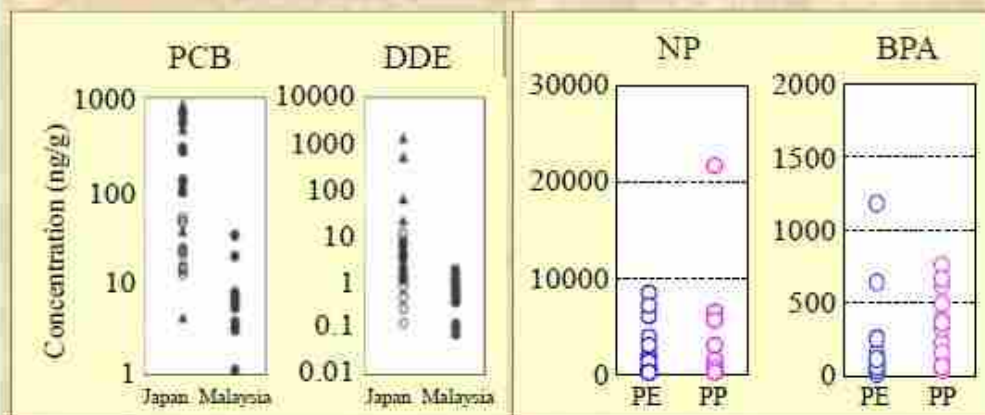 PCB
DDE
NP
BPA
Concentration (ng/g)
1000
100
10
1
Japan Malaysia
10000
1000
100
10
1
0.1
0.01
Japan Malaysia
30000
20000
10000
0
PE PP
2000
1500
1000
500
0
PE PP